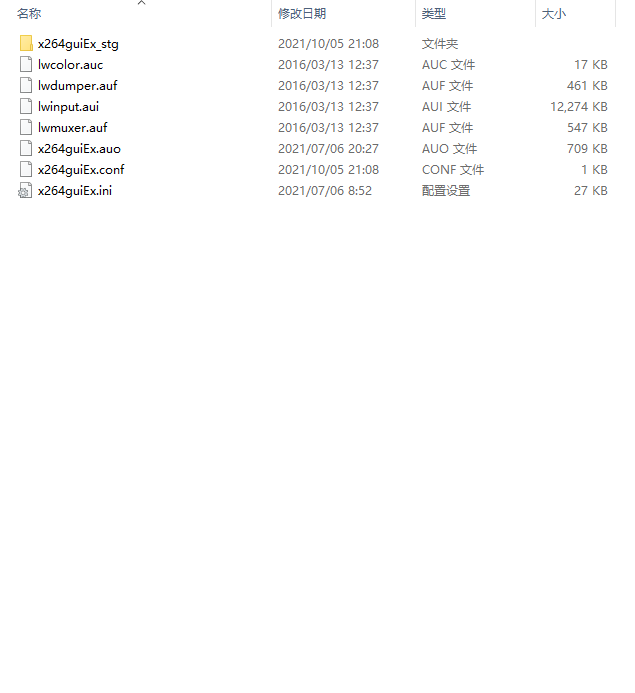 名称 修改日期 类型 大小
x264guiEx_stg 2021/10/05 21:08 文件夹
lwcolor.auc 2016/03/13 12:37 AUC 文件 17 KB
lwdumper.auf 2016/03/13 12:37 AUF 文件 461 KB
lwinput.aui 2016/03/13 12:37 AUI 文件 12,274 KB
lwmuxer.auf 2016/03/13 12:37 AUF 文件 547 KB
x264guiEx.auo 2021/07/06 20:27 AUO 文件 709 KB
x264guiEx.conf 2021/10/05 21:08 CONF 文件 1 KB
x264guiEx.ini 2021/07/06 8:52 配置设置 27 KB